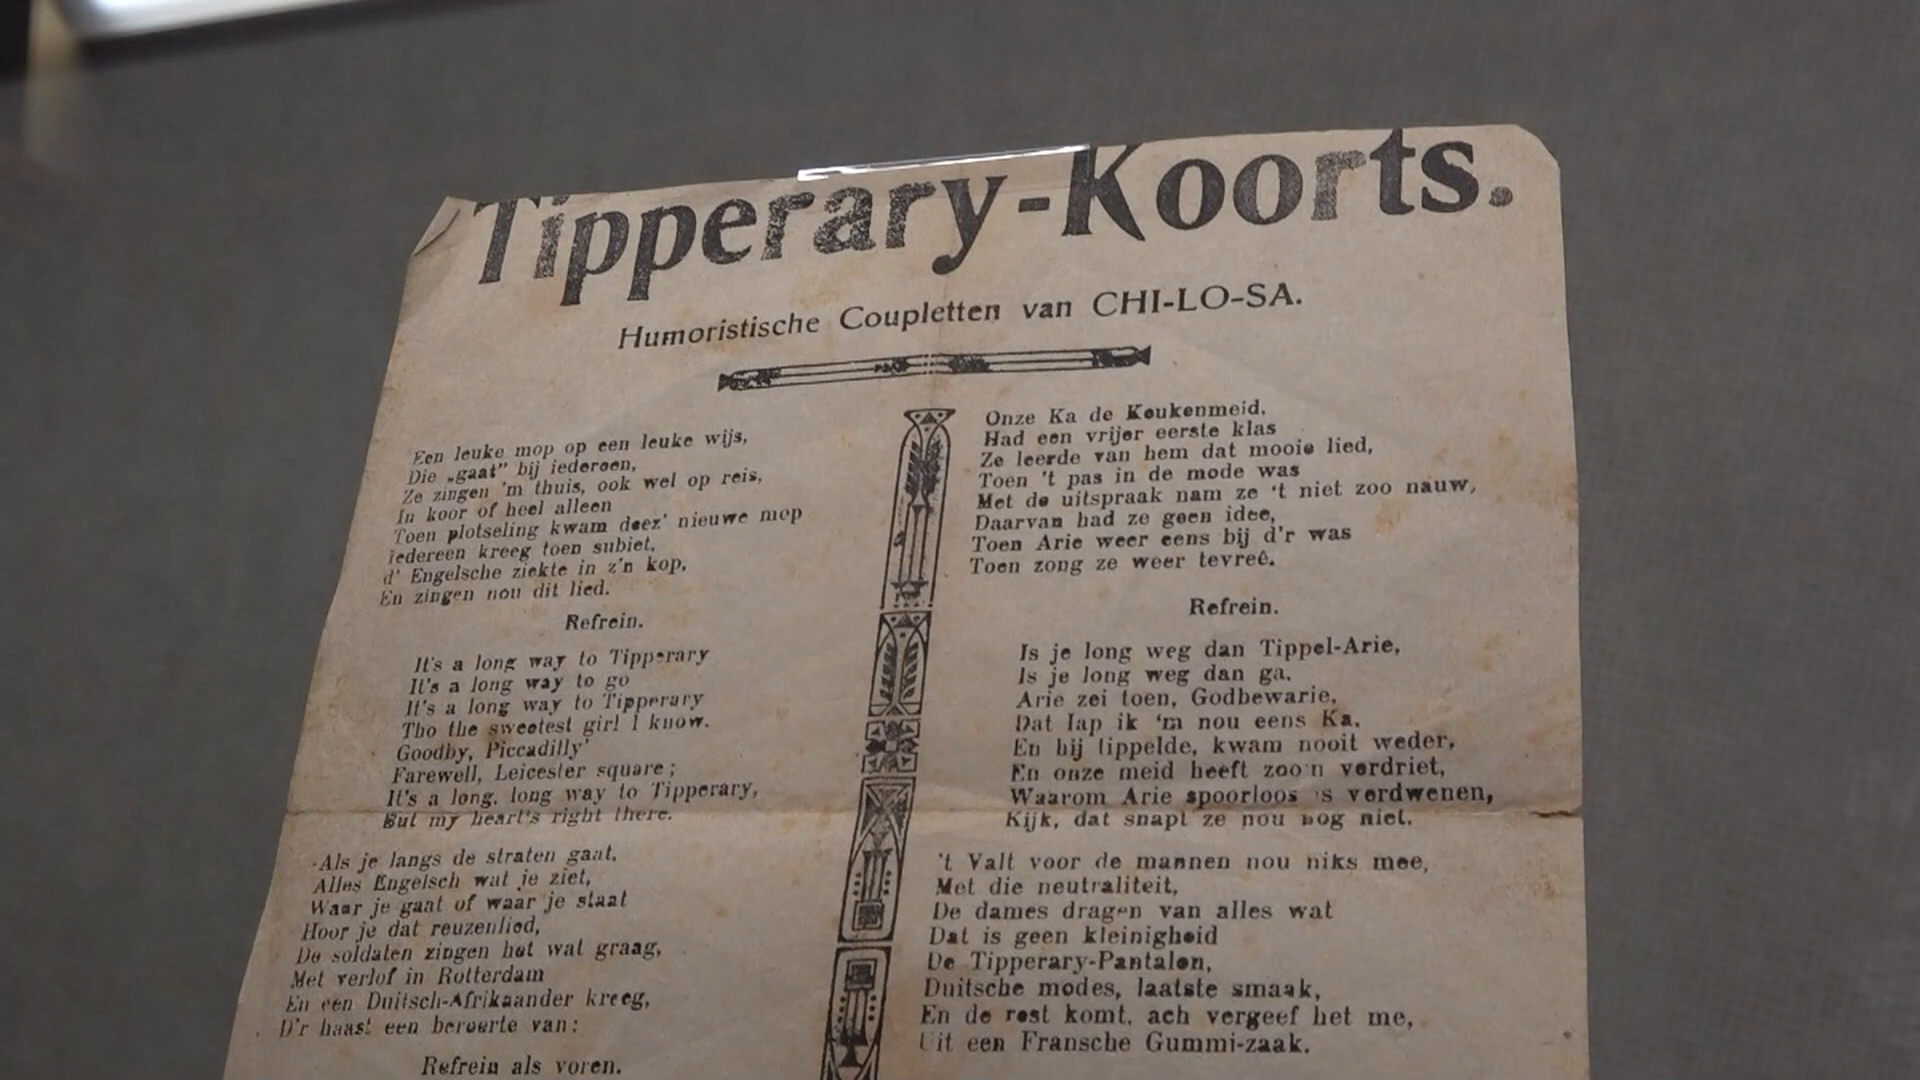 Tipperary-Koorts.
Humoristische Coupletten van CHI-LO-SA.
Een leuke mop op een leuke wijs,
Die „gaat” bij iedereen,
Ze zingen 'm thuis, ook wel op reis,
In koor of heel alleen
Toen plotseling kwam deez' nieuwe mop
Iedereen kreeg toen subiet,
d' Engelsche ziekte in z'n kop,
En zingen nou dit lied.
Refrein.
It's a long way to Tipperary
It's a long way to go
It's a long way to Tipperary
Tho the sweetest girl I know.
Goodby, Piccadilly'
Farewell, Leicester square;
It's a long, long way to Tipperary,
But my heart's right there.
Als je langs de straten gaat,
Alles Engelsch wat je ziet,
Waar je gaat of waar je staat
Hoor je dat reuzenlied,
De soldaten zingen het wat graag,
Met verlof in Rotterdam
En een Duitsch-Afrikaander kreeg,
D'r haast een beroerte van:
Refrein als voren.
Onze Ka de Keukenmeid,
Had een vrijer eerste klas
Ze leerde van hem dat mooie lied,
Toen 't pas in de mode was
Met de uitspraak nam ze 't niet zoo nauw,
Daarvan had ze geen idee,
Toen Arie weer eens bij d'r was
Toen zong ze weer tevreê.
Refrein.
Is je long weg dan Tippel-Arie,
Is je long weg dan ga.
Arie zei toen, Godbewarie,
Dat lap ik 'm nou eens Ka.
En hij tippelde, kwam nooit weder,
En onze meid heeft zoo'n verdriet,
Waarom Arie spoorloos 's verdwenen,
Kijk, dat snapt ze nou nog niet.
't Valt voor de mannen nou niks mee,
Met die neutraliteit,
De dames dragen van alles wat
Dat is geen kleinigheid
De Tipperary-Pantalon,
Duitsche modes, laatste smaak,
En de rest komt, ach vergeef het me,
Uit een Fransche Gummi-zaak.